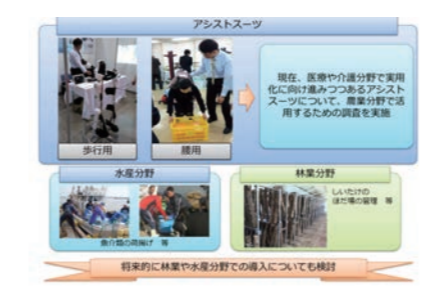 アシストスーツ
現在、医療や介護分野で実用
化に向け進みつつあるアシスト
スーツについて、農業分野で活
用するための調査を実施
歩行用
腰用
水産分野
魚介類の荷揚げ 等
林業分野
しいたけの
ほだ場の管理 等
将来的に林業や水産分野での導入についても検討